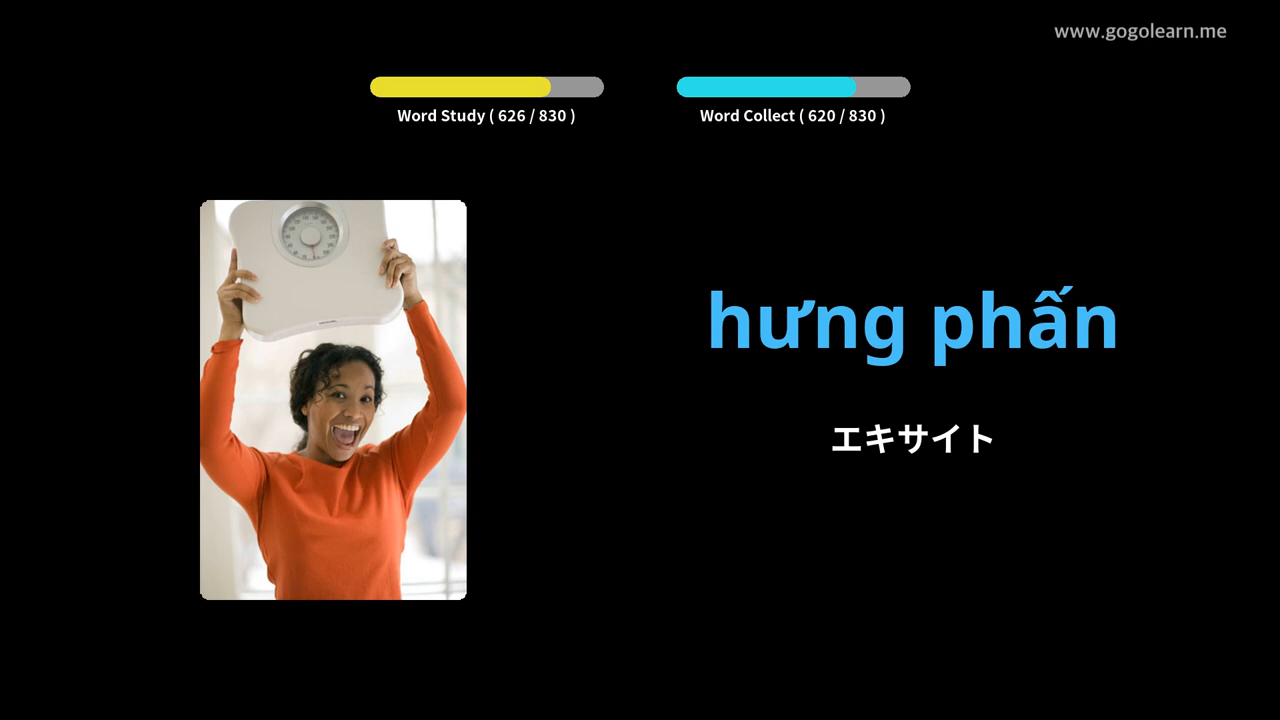 www.gogolearn.me
Word Study ( 626 / 830 )
Word Collect ( 620 / 830 )
hưng phấn
エキサイト